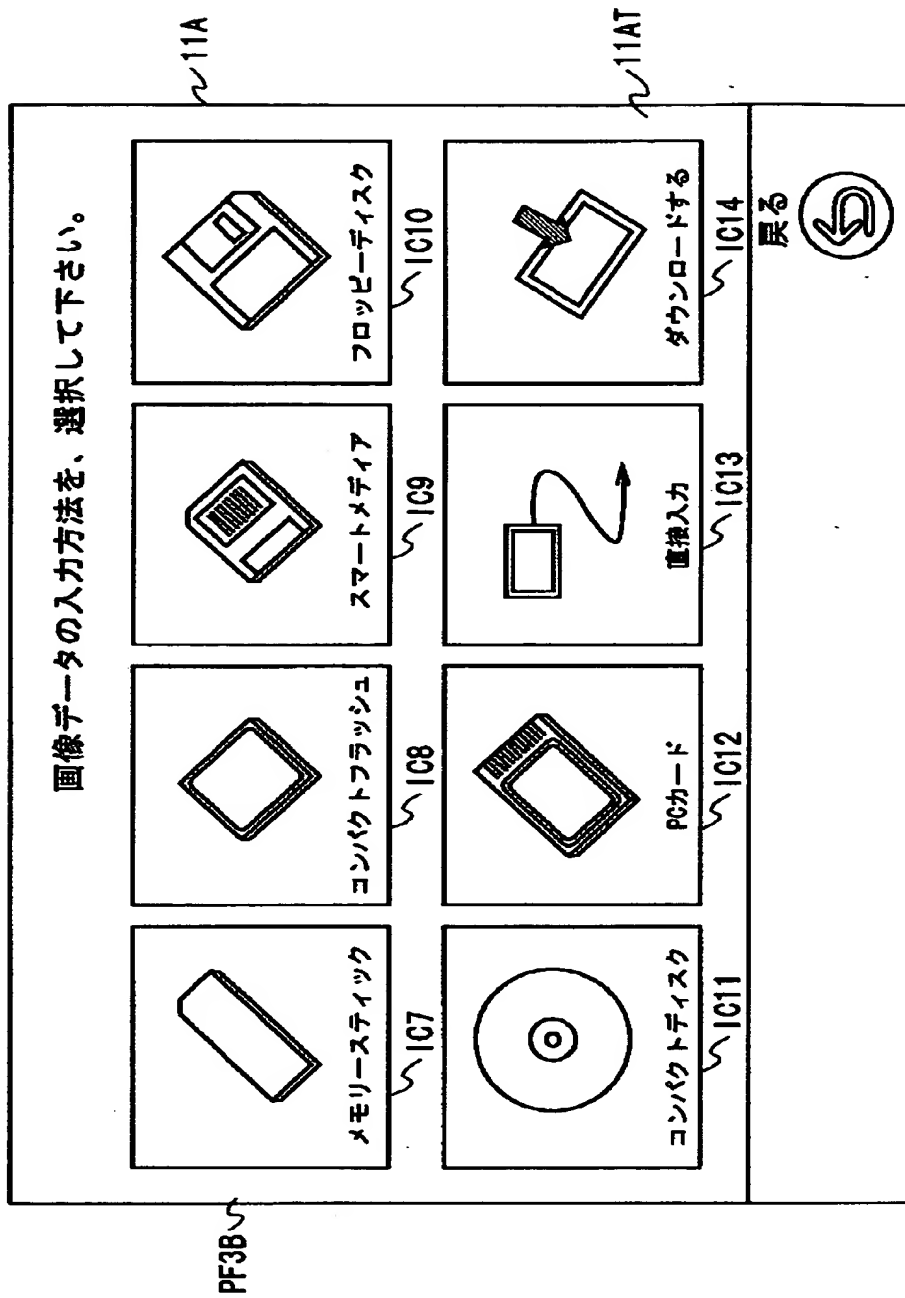 画像データの入力方法を、選択して下さい。
11A
メモリースティック
コンパクトフラッシュ
スマートメディア
フロッピーディスク
IC7
IC8
IC9
IC10
11AT
コンパクトディスク
PCカード
直接入力
ダウンロードする
IC11
IC12
IC13
IC14
戻る
PF3B